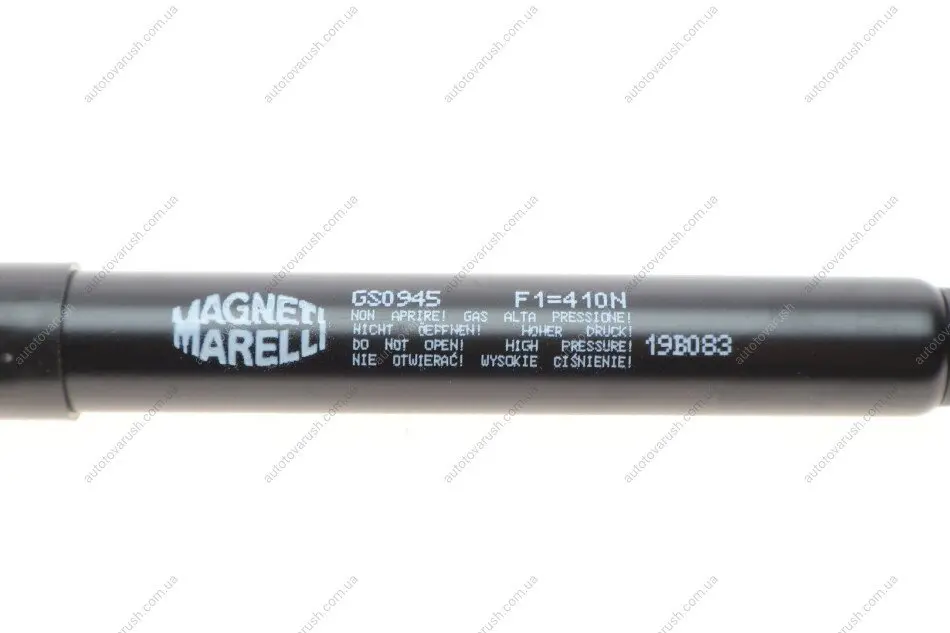 MAGNETI
MARELLI
GS0945 F1=410N
NON APRIRE! GAS ALTA PRESSIONE!
NICHT OEFFNEN! HOHER DRUCK!
DO NOT OPEN! HIGH PRESSURE!
NIE OTWIERAĆ! WYSOKIE CIŚNIENIE!
19B083
autotovarush.com.ua